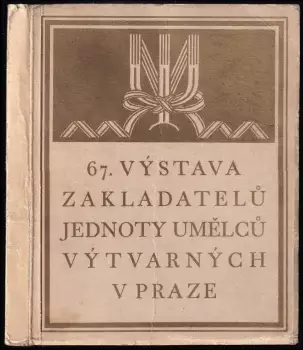 67. VÝSTAVA
ZAKLADATELŮ
JEDNOTY UMĚLCŮ
VÝTVARNÝCH
V PRAZE